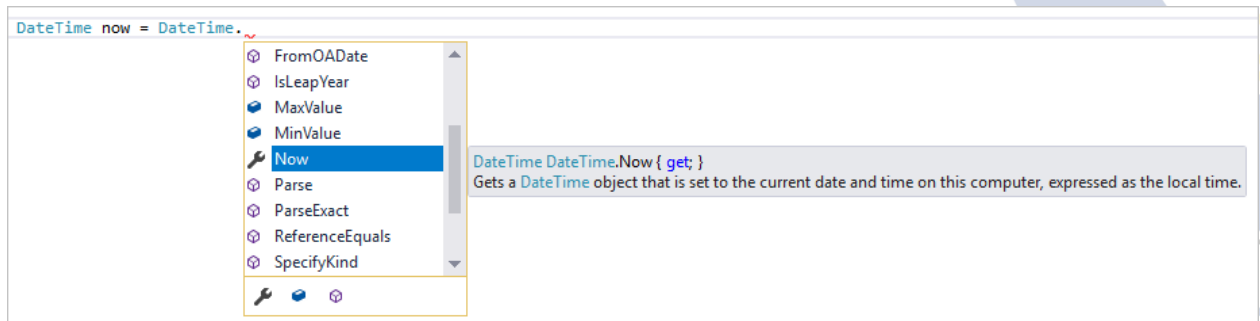 DateTime now = DateTime.
FromOADate
IsLeapYear
MaxValue
MinValue
Now
DateTime DateTime.Now { get; }
Gets a DateTime object that is set to the current date and time on this computer, expressed as the local time.
Parse
ParseExact
ReferenceEquals
SpecifyKind